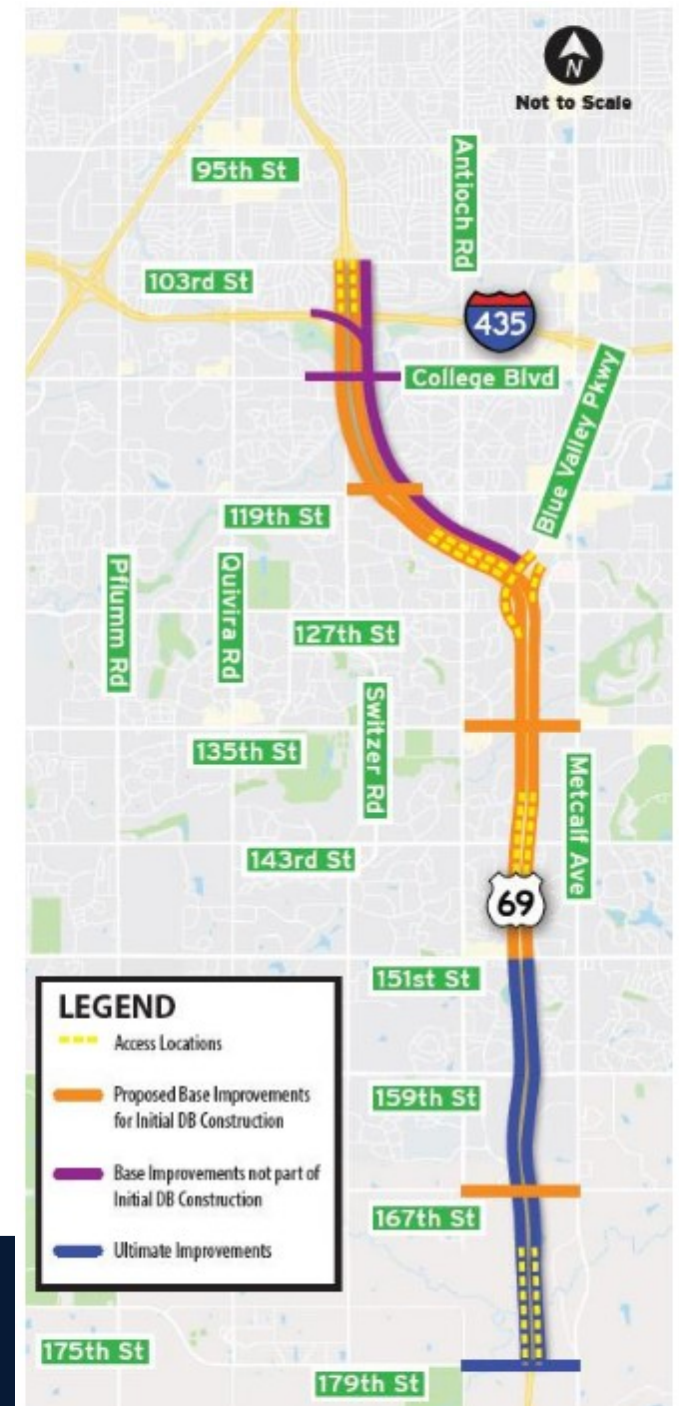 N
Not to Scale
95th St
Antioch Rd
103rd St
435
College Blvd
Blue Valley Pkwy
119th St
Pflumm Rd
Quivira Rd
127th St
Switzer Rd
135th St
Metcalf Ave
143rd St
69
151st St
LEGEND
Access Locations
Proposed Base Improvements
for Initial DB Construction
Base Improvements not part of
Initial DB Construction
Ultimate Improvements
159th St
167th St
175th St
179th St